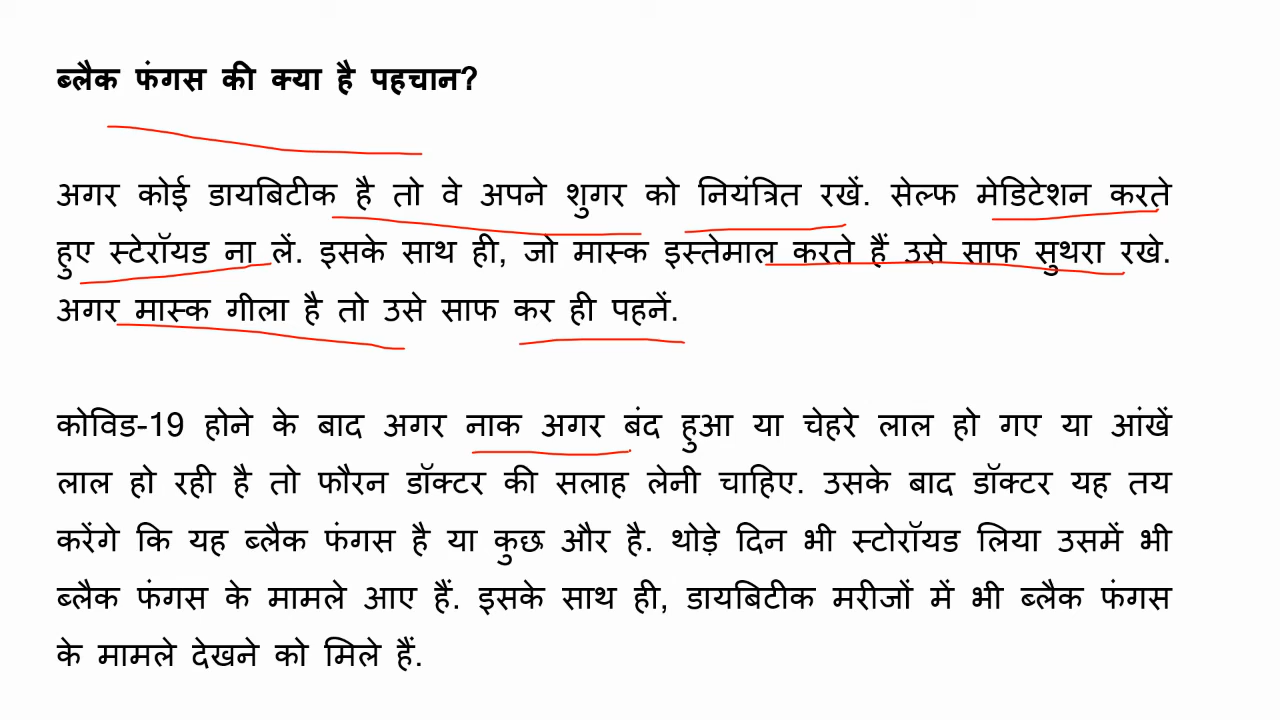 ब्लैक फंगस की क्या है पहचान?
अगर कोई डायबिटीक है तो वे अपने शुगर को नियंत्रित रखें. सेल्फ मेडिटेशन करते
हुए स्टेरॉयड ना लें. इसके साथ ही, जो मास्क इस्तेमाल करते हैं उसे साफ सुथरा रखे.
अगर मास्क गीला है तो उसे साफ कर ही पहनें.
कोविड-19 होने के बाद अगर नाक अगर बंद हुआ या चेहरे लाल हो गए या आंखें
लाल हो रही है तो फौरन डॉक्टर की सलाह लेनी चाहिए. उसके बाद डॉक्टर यह तय
करेंगे कि यह ब्लैक फंगस है या कुछ और है. थोड़े दिन भी स्टोरॉयड लिया उसमें भी
ब्लैक फंगस के मामले आए हैं. इसके साथ ही, डायबिटीक मरीजों में भी ब्लैक फंगस
के मामले देखने को मिले हैं.